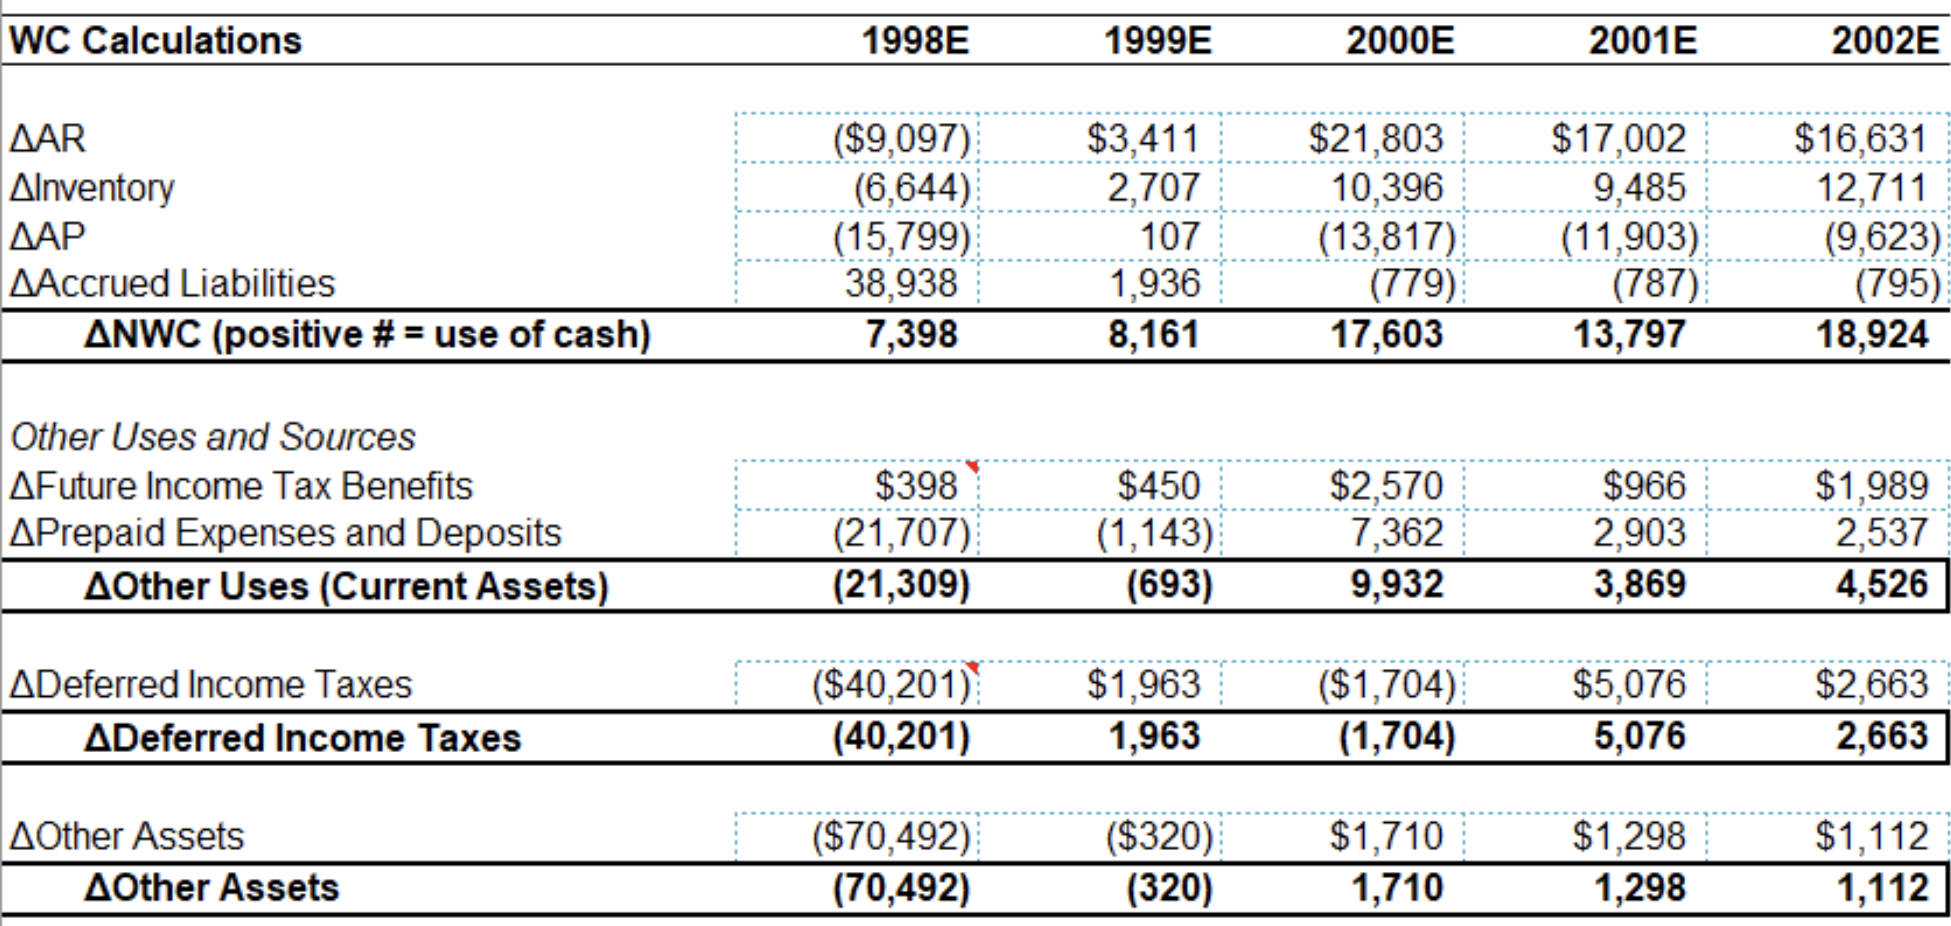 WC Calculations 1998E 1999E 2000E 2001E 2002E
ΔAR ($9,097) $3,411 $21,803 $17,002 $16,631
ΔInventory (6,644) 2,707 10,396 9,485 12,711
ΔAP (15,799) 107 (13,817) (11,903) (9,623)
ΔAccrued Liabilities 38,938 1,936 (779) (787) (795)
ΔNWC (positive # = use of cash) 7,398 8,161 17,603 13,797 18,924
Other Uses and Sources
ΔFuture Income Tax Benefits $398 $450 $2,570 $966 $1,989
ΔPrepaid Expenses and Deposits (21,707) (1,143) 7,362 2,903 2,537
ΔOther Uses (Current Assets) (21,309) (693) 9,932 3,869 4,526
ΔDeferred Income Taxes ($40,201) $1,963 ($1,704) $5,076 $2,663
ΔDeferred Income Taxes (40,201) 1,963 (1,704) 5,076 2,663
ΔOther Assets ($70,492) ($320) $1,710 $1,298 $1,112
ΔOther Assets (70,492) (320) 1,710 1,298 1,112